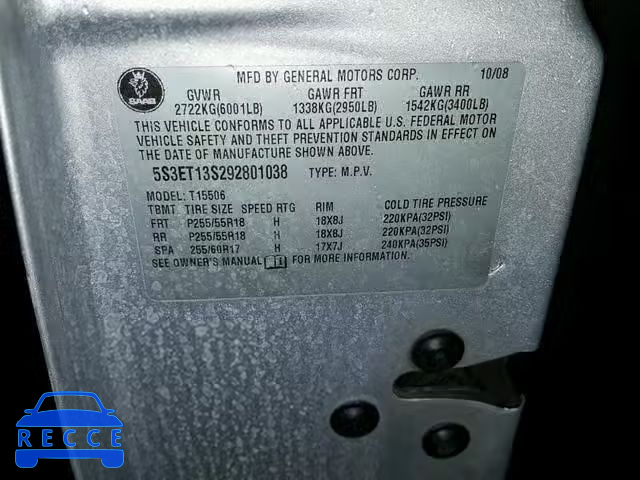 MFD BY GENERAL MOTORS CORP. 10/08
SAAB
GVWR GAWR FRT GAWR RR
2722KG(6001LB) 1338KG(2950LB) 1542KG(3400LB)
THIS VEHICLE CONFORMS TO ALL APPLICABLE U.S. FEDERAL MOTOR
VEHICLE SAFETY AND THEFT PREVENTION STANDARDS IN EFFECT ON
THE DATE OF MANUFACTURE SHOWN ABOVE.
5S3ET13S292801038 TYPE: M.P.V.
MODEL: T15506
TBMT TIRE SIZE SPEED RTG RIM COLD TIRE PRESSURE
FRT P255/55R18 H 18X8J 220KPA(32PSI)
RR P255/55R18 H 18X8J 220KPA(32PSI)
SPA 255/60R17 H 17X7J 240KPA(35PSI)
SEE OWNER'S MANUAL FOR MORE INFORMATION.
RECCE